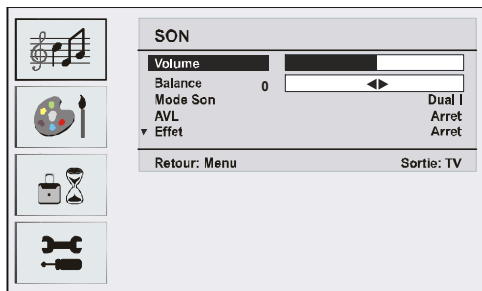 SON
Volume
Balance 0
Mode Son Dual I
AVL Arret
Effet Arret
Retour: Menu Sortie: TV